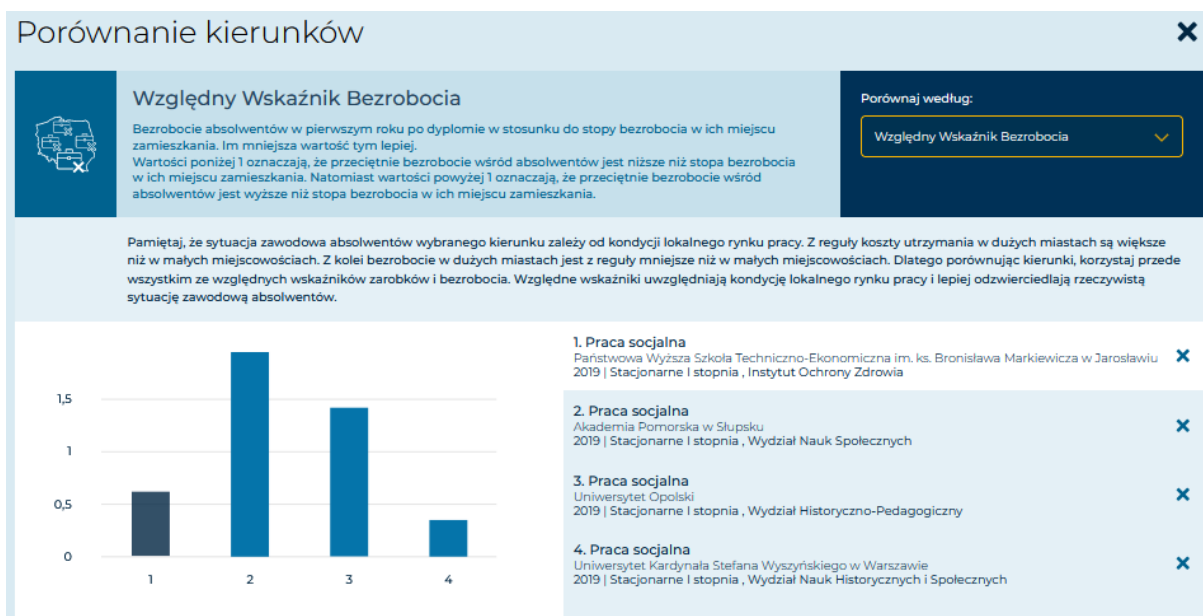 Porównanie kierunków
Względny Wskaźnik Bezrobocia
Bezrobocie absolwentów w pierwszym roku po dyplomie w stosunku do stopy bezrobocia w ich miejscu
zamieszkania. Im mniejsza wartość tym lepiej.
Wartości poniżej 1 oznaczają, że przeciętnie bezrobocie wśród absolwentów jest niższe niż stopa bezrobocia
w ich miejscu zamieszkania. Natomiast wartości powyżej 1 oznaczają, że przeciętnie bezrobocie wśród
absolwentów jest wyższe niż stopa bezrobocia w ich miejscu zamieszkania.
Porównaj według:
Względny Wskaźnik Bezrobocia
Pamiętaj, że sytuacja zawodowa absolwentów wybranego kierunku zależy od kondycji lokalnego rynku pracy. Z reguły koszty utrzymania w dużych miastach są większe
niż w małych miejscowościach. Z kolei bezrobocie w dużych miastach jest z reguły mniejsze niż w małych miejscowościach. Dlatego porównując kierunki, korzystaj przede
wszystkim ze względnych wskaźników zarobków i bezrobocia. Względne wskaźniki uwzględniają kondycję lokalnego rynku pracy i lepiej odzwierciedlają rzeczywistą
sytuację zawodową absolwentów.
1,5
1
0,5
0
1 2 3 4
1. Praca socjalna
Państwowa Wyższa Szkoła Techniczno-Ekonomiczna im. ks. Bronisława Markiewicza w Jarosławiu
2019 | Stacjonarne I stopnia , Instytut Ochrony Zdrowia
2. Praca socjalna
Akademia Pomorska w Słupsku
2019 | Stacjonarne I stopnia , Wydział Nauk Społecznych
3. Praca socjalna
Uniwersytet Opolski
2019 | Stacjonarne I stopnia , Wydział Historyczno-Pedagogiczny
4. Praca socjalna
Uniwersytet Kardynała Stefana Wyszyńskiego w Warszawie
2019 | Stacjonarne I stopnia , Wydział Nauk Historycznych i Społecznych